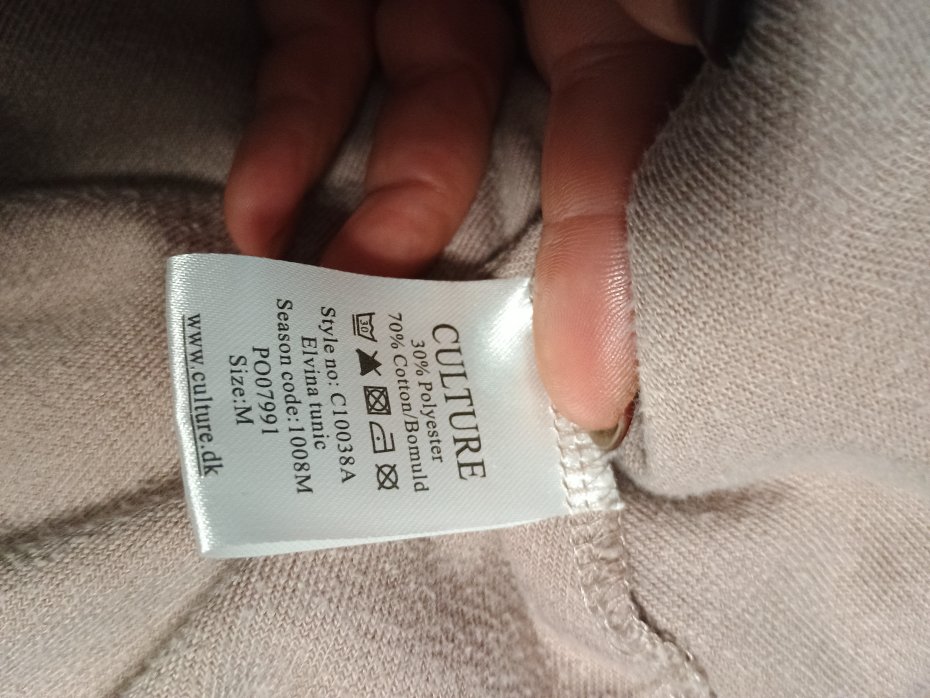 CULTURE
30% Polyester
70% Cotton/Bomuld
30
Style no: C10038A
Elvina tunic
Season code:1008M
PO07991
Size:M
www.culture.dk